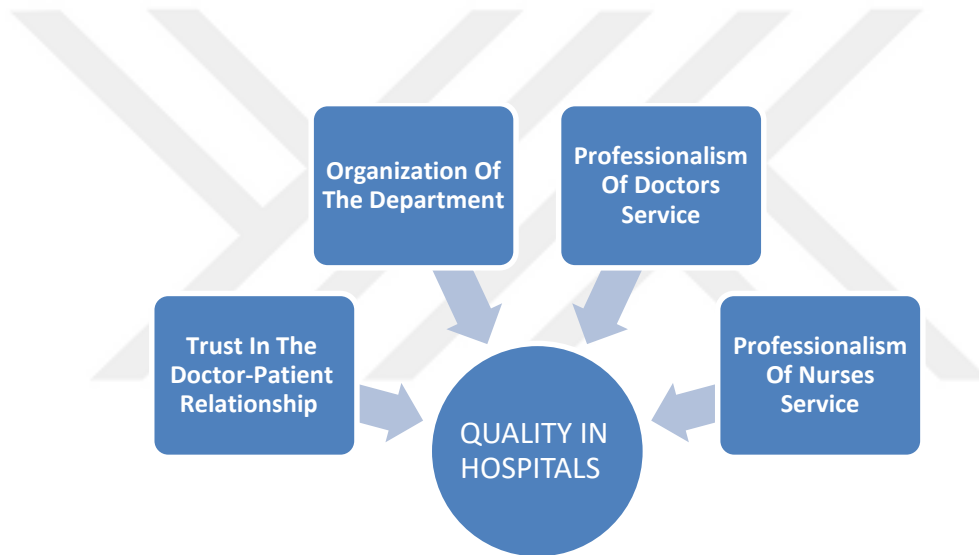 Organization Of
The Department
Professionalism
Of Doctors
Service
Trust In The
Doctor-Patient
Relationship
Professionalism
Of Nurses
Service
QUALITY IN
HOSPITALS